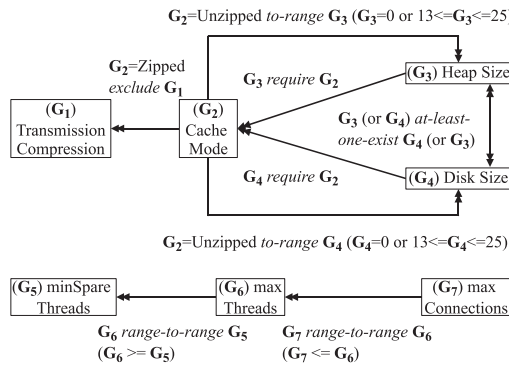 G2=Unzipped to-range G3 (G3=0 or 13<=G3<=25)
G2=Zipped
exclude G1
G3 require G2
(G3) Heap Size
(G1)
Transmission
Compression
(G2)
Cache
Mode
G3 (or G4) at-least-
one-exist G4 (or G3)
G4 require G2
(G4) Disk Size
G2=Unzipped to-range G4 (G4=0 or 13<=G4<=25)
(G5) minSpare
Threads
(G6) max
Threads
(G7) max
Connections
G6 range-to-range G5
(G6 >= G5)
G7 range-to-range G6
(G7 <= G6)